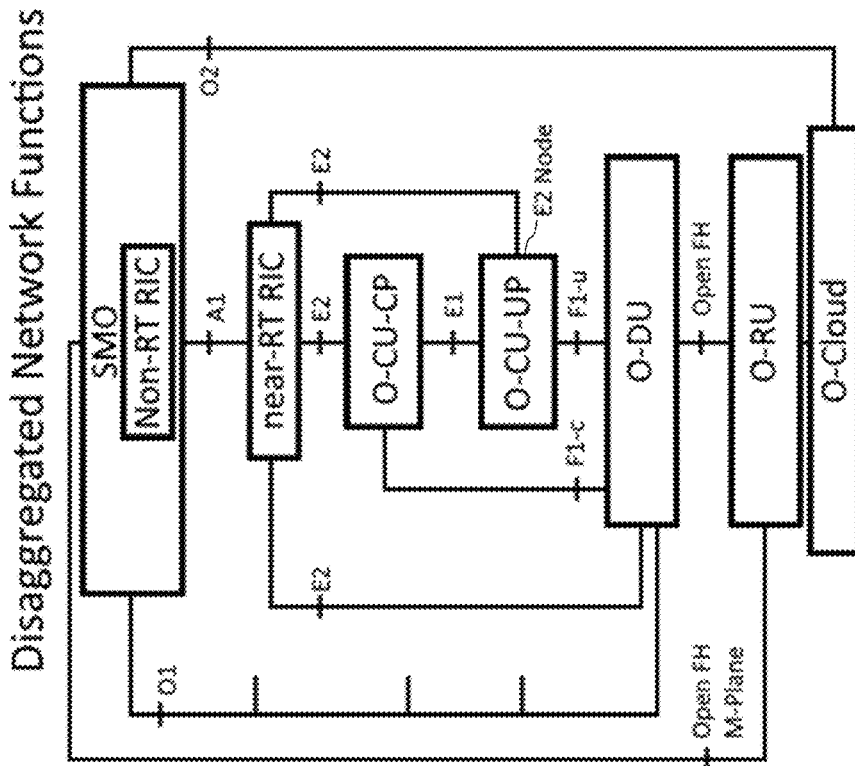 Disaggregated Network Functions
SMO
Non-RT RIC
O2
O1
A1
near-RT RIC
E2
E2
E2
O-CU-CP
E1
O-CU-UP
E2 Node
F1-c
F1-u
O-DU
Open FH
O-RU
Open FH
M-Plane
O-Cloud